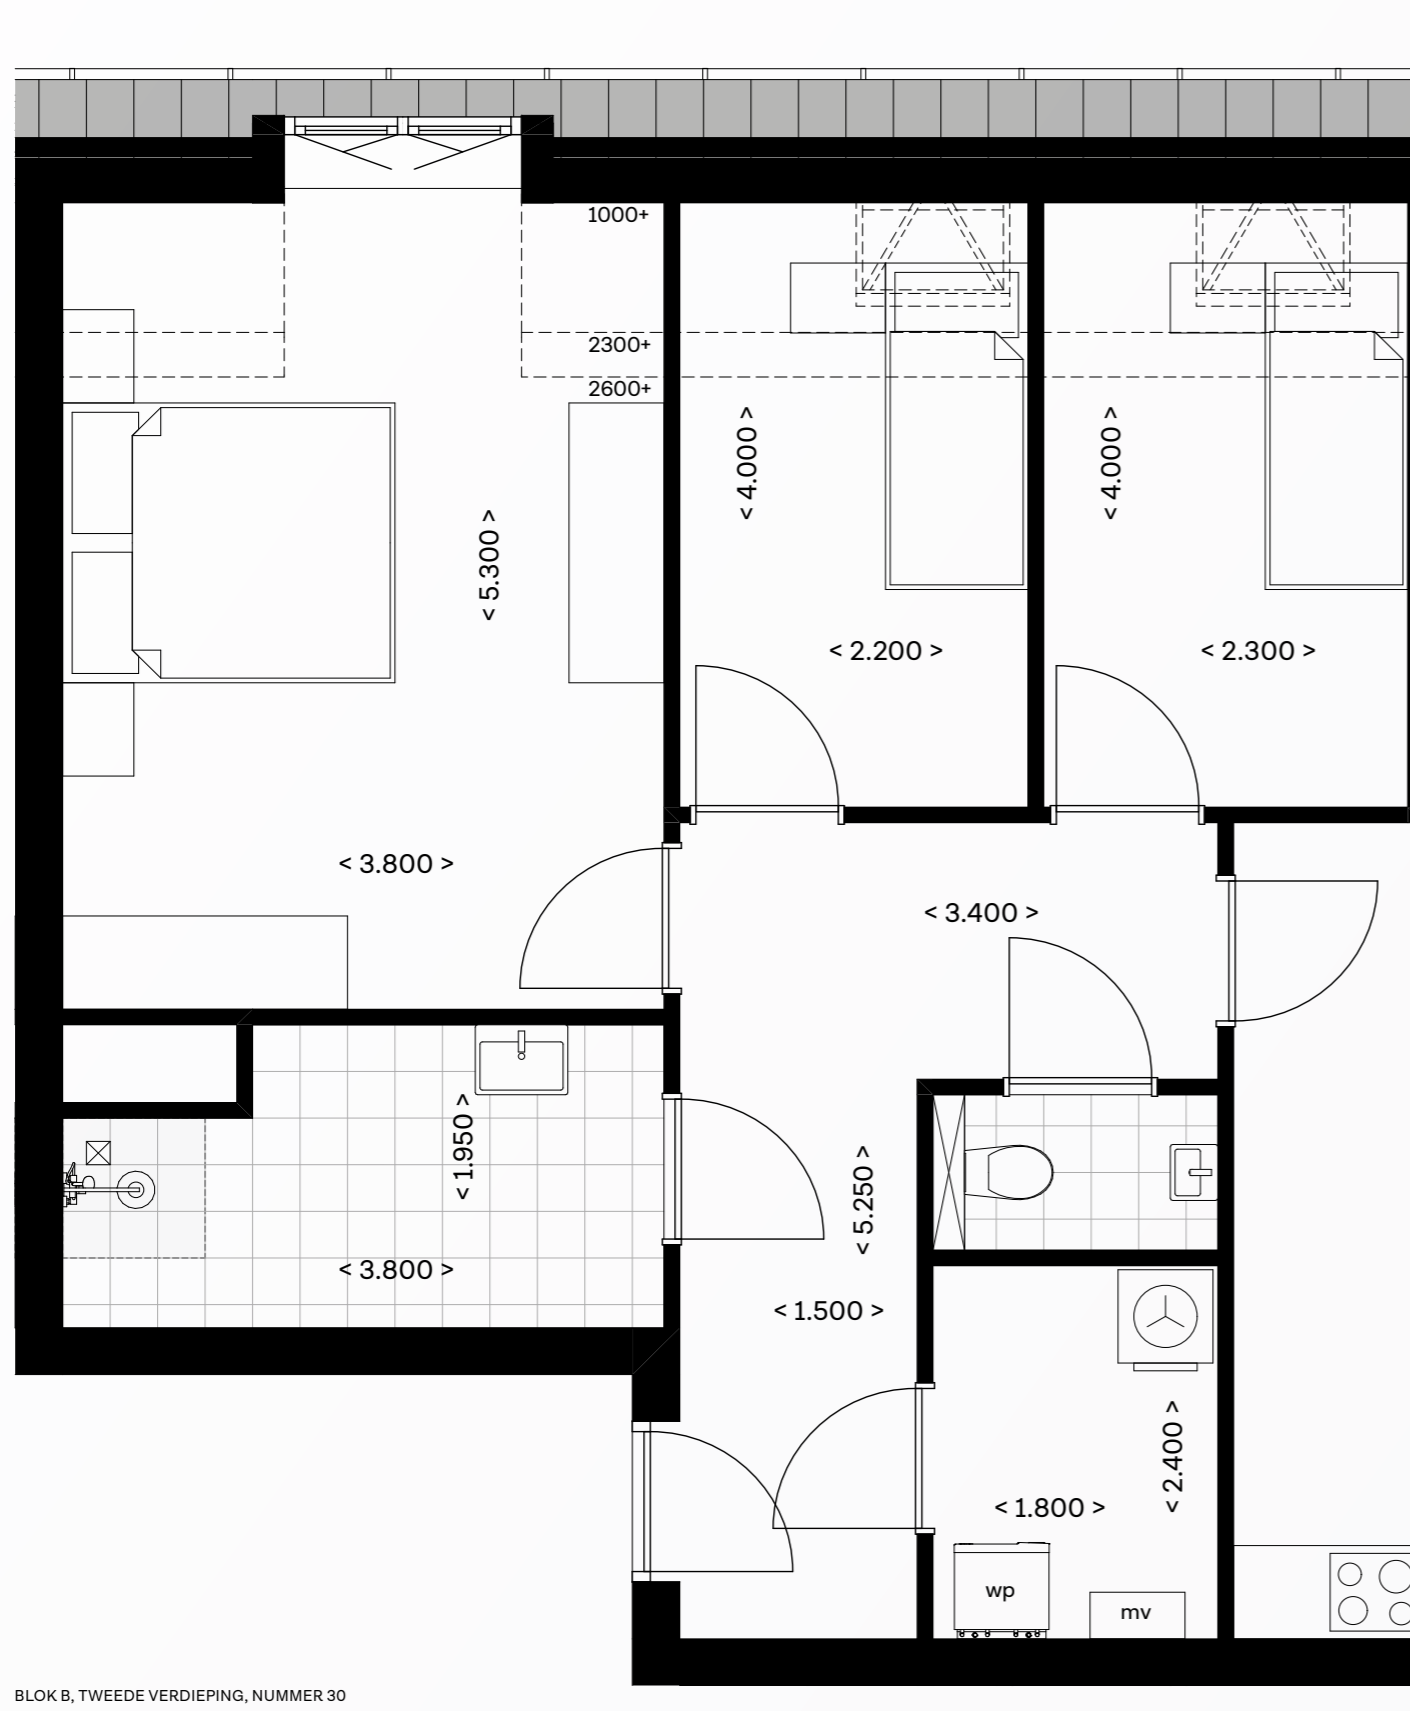 1000+
2300+
2600+
< 4.000 >
< 4.000 >
< 5.300 >
< 2.200 >
< 2.300 >
< 3.800 >
< 3.400 >
< 1.950 >
< 5.250 >
< 3.800 >
< 1.500 >
< 2.400 >
< 1.800 >
wp
mv
BLOK B, TWEEDE VERDIEPING, NUMMER 30